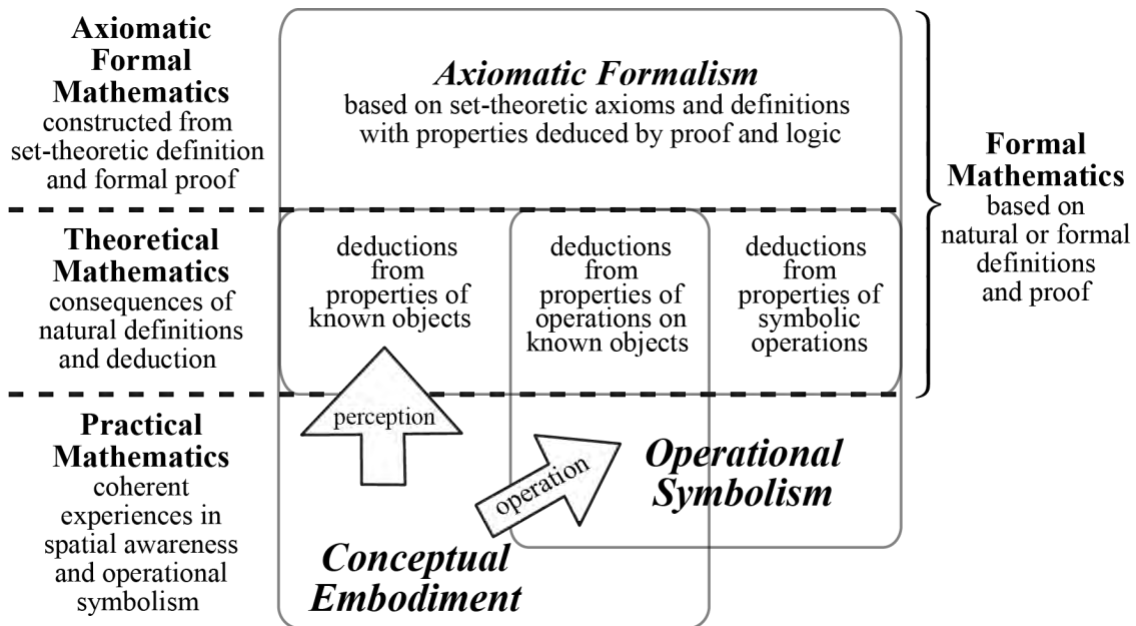 Axiomatic
Formal
Mathematics
constructed from
set-theoretic definition
and formal proof
Axiomatic Formalism
based on set-theoretic axioms and definitions
with properties deduced by proof and logic
Formal
Mathematics
based on
natural or formal
definitions
and proof
Theoretical
Mathematics
consequences of
natural definitions
and deduction
deductions
from
properties of
known objects
deductions
from
properties of
operations on
known objects
deductions
from
properties of
symbolic
operations
Practical
Mathematics
coherent
experiences in
spatial awareness
and operational
symbolism
perception
operation
Operational
Symbolism
Conceptual
Embodiment